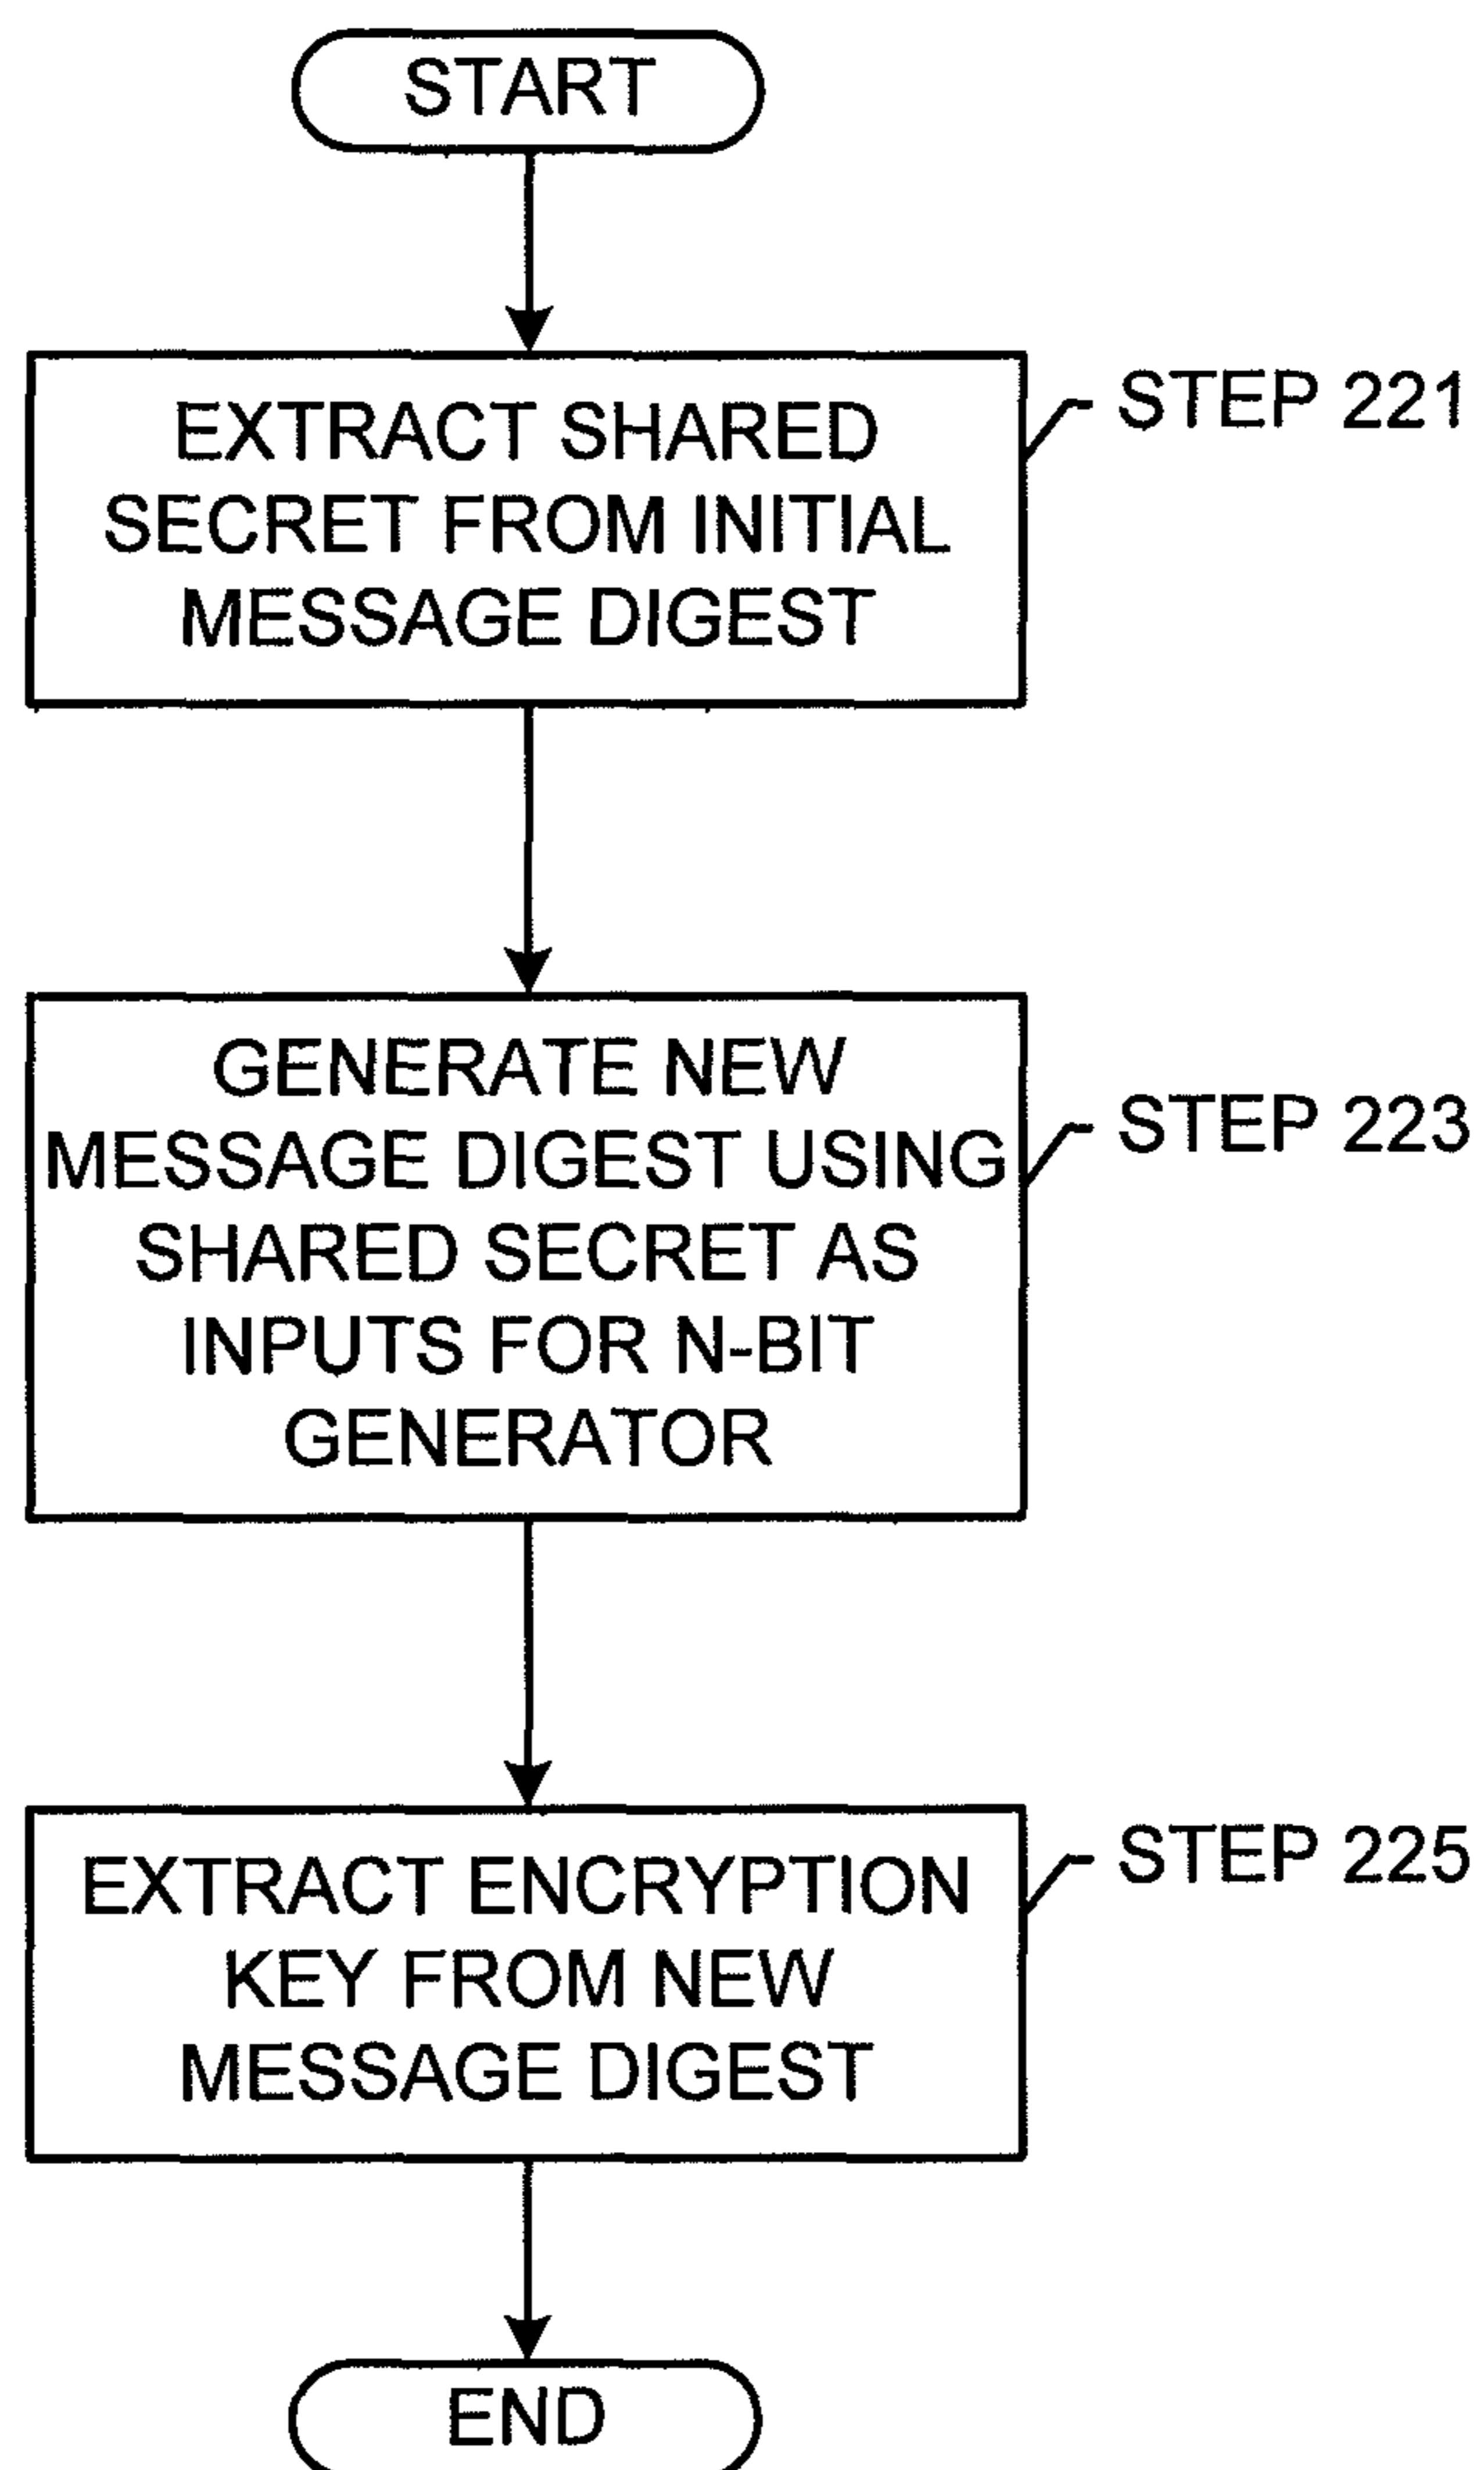 START
EXTRACT SHARED
SECRET FROM INITIAL
MESSAGE DIGEST
STEP 221
GENERATE NEW
MESSAGE DIGEST USING
SHARED SECRET AS
INPUTS FOR N-BIT
GENERATOR
STEP 223
EXTRACT ENCRYPTION
KEY FROM NEW
MESSAGE DIGEST
STEP 225
END